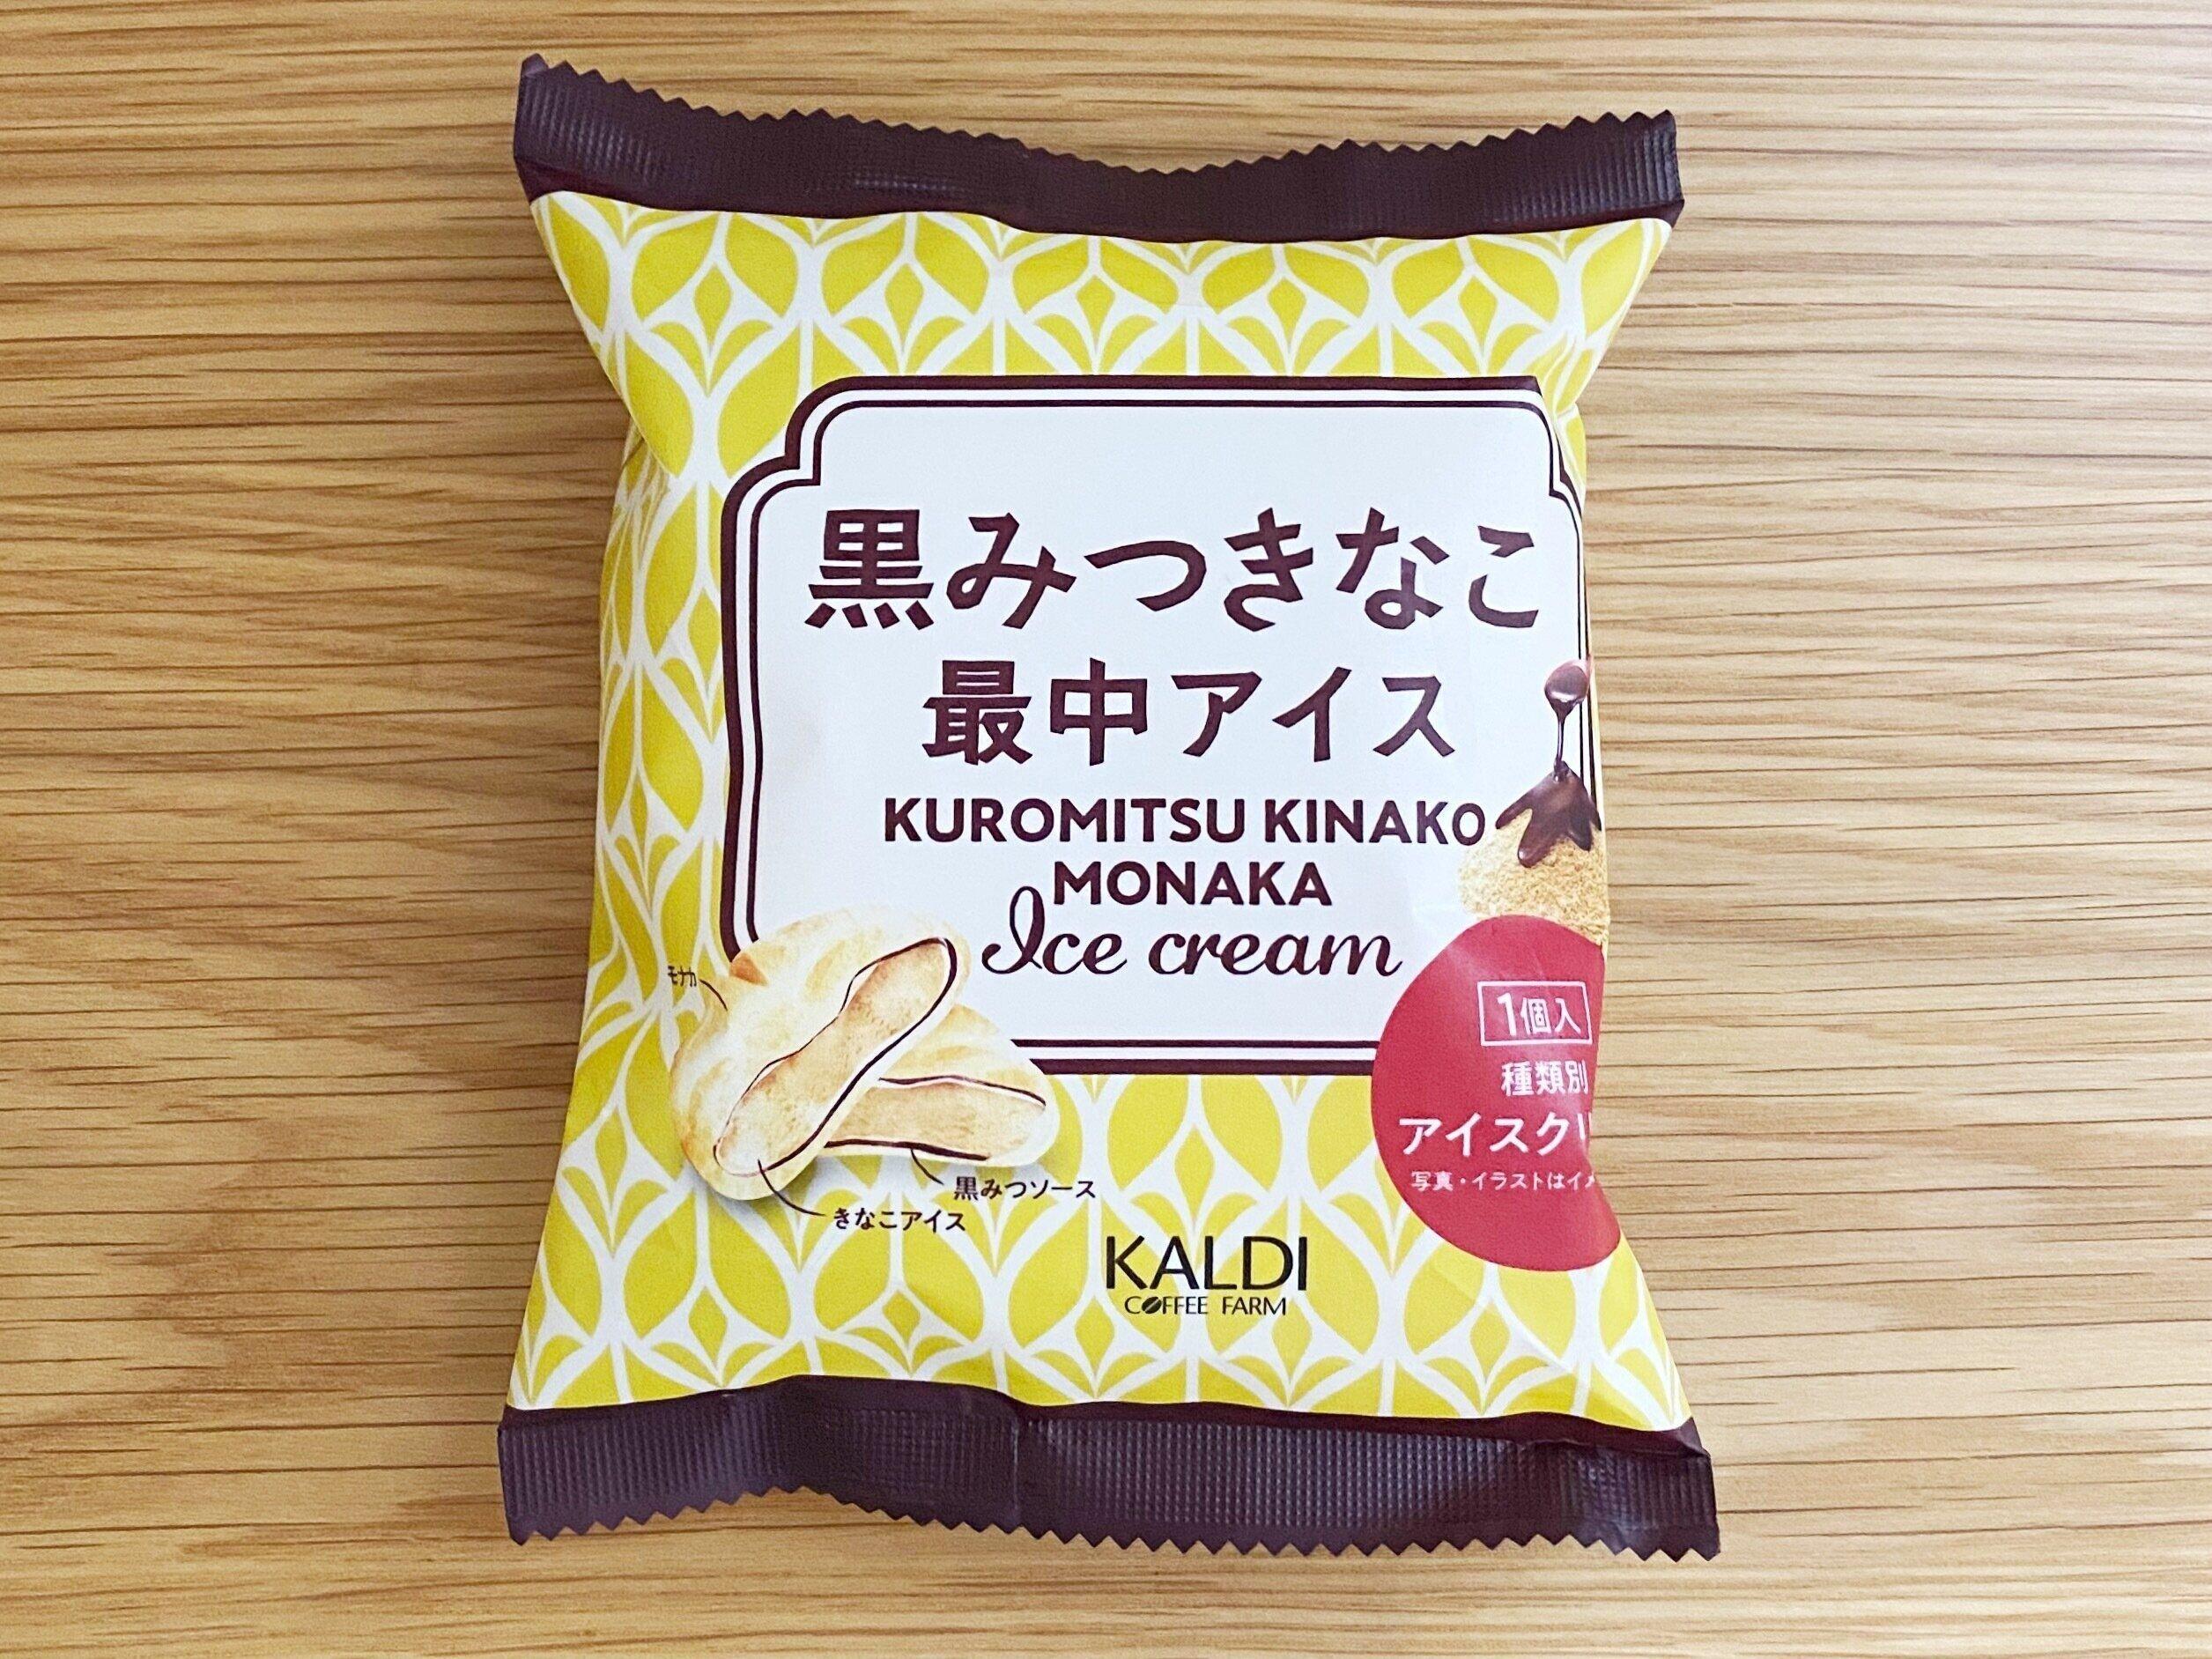 黒みつきなこ
最中アイス
KUROMITSU KINAKO
MONAKA
Ice cream
モナカ
黒みつソース
きなこアイス
1個入
種類別
アイスク
写真・イラストはイメ
KALDI
COFFEE FARM